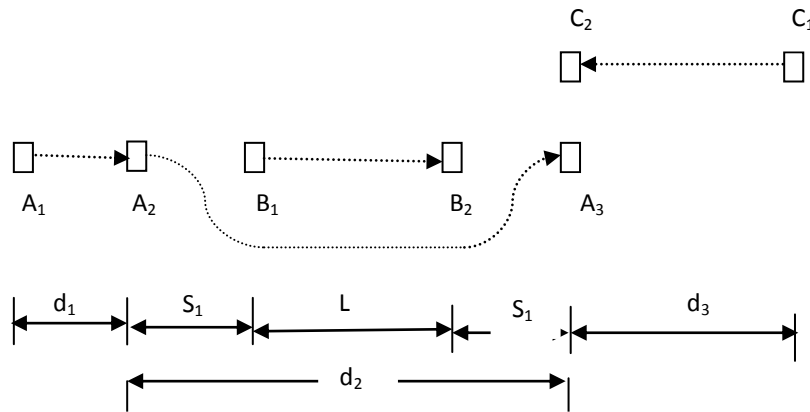 C₂ C₁
A₁ A₂ B₁ B₂ A₃
d₁ S₁ L S₁ d₃
d₂